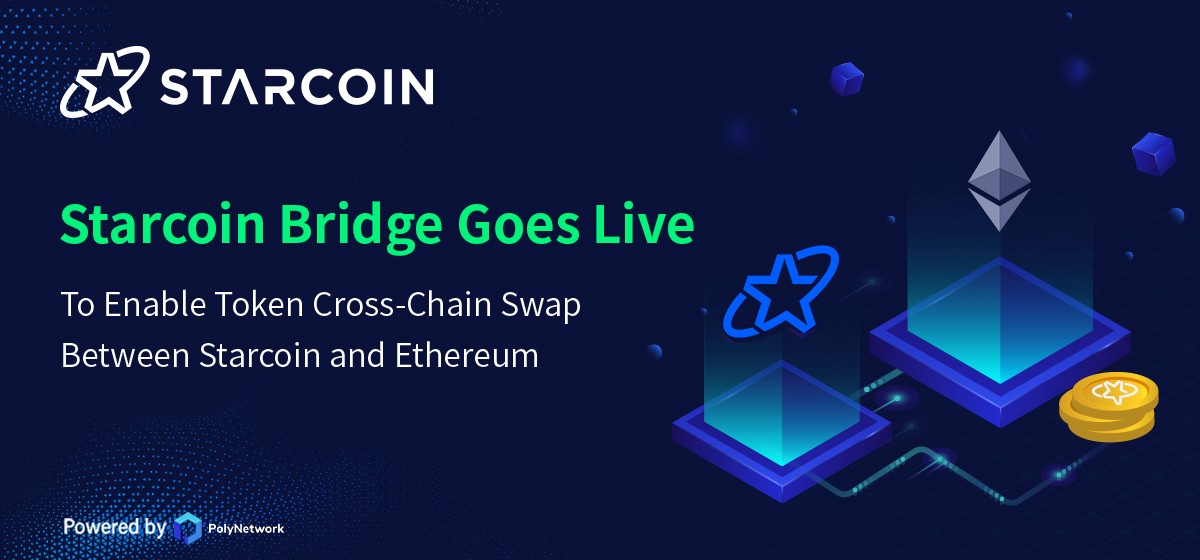 STARCOIN
Starcoin Bridge Goes Live
To Enable Token Cross-Chain Swap
Between Starcoin and Ethereum
Powered by PolyNetwork